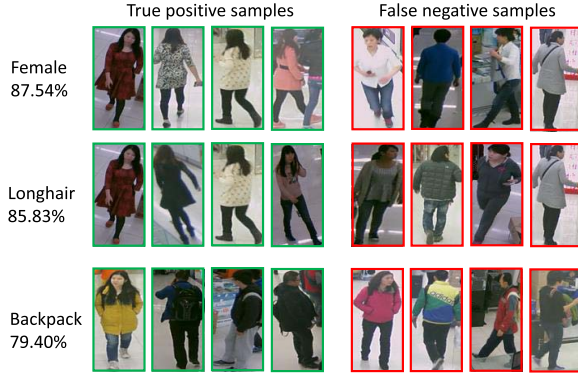 True positive samples
False negative samples
Female
87.54%
Longhair
85.83%
Backpack
79.40%